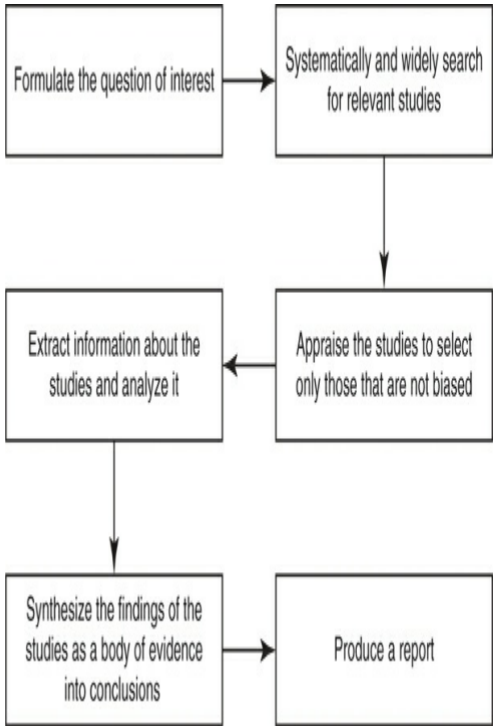 Formulate the question of interest
Systematically and widely search
for relevant studies
Appraise the studies to select
only those that are not biased
Extract information about the
studies and analyze it
Synthesize the findings of the
studies as a body of evidence
into conclusions
Produce a report